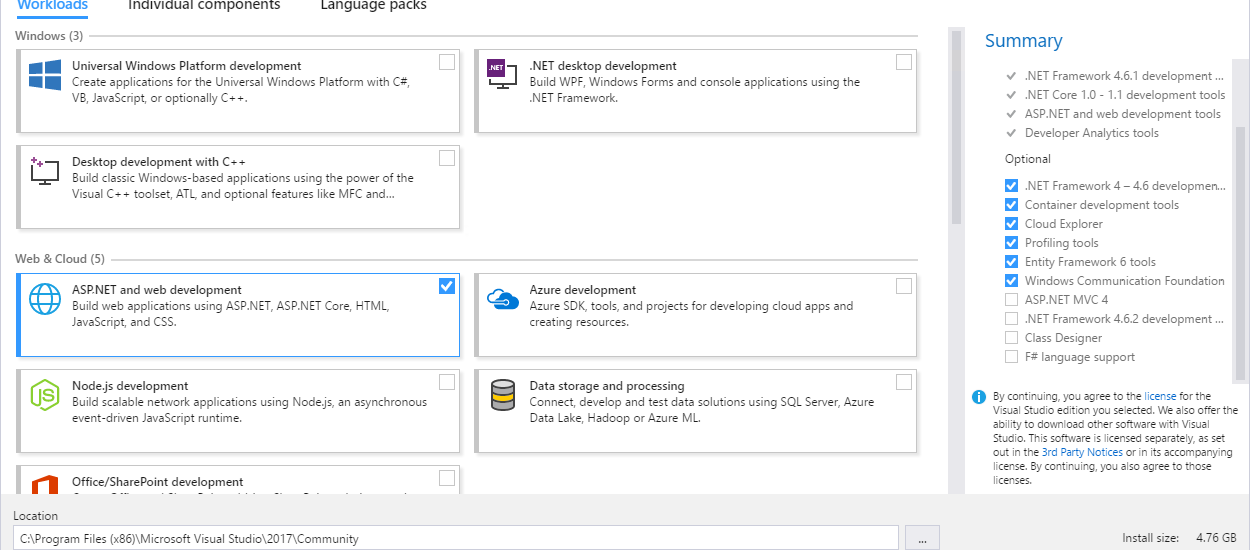 Workloads
Individual components
Language packs
Windows (3)
Universal Windows Platform development
Create applications for the Universal Windows Platform with C#,
VB, JavaScript, or optionally C++.
.NET
.NET desktop development
Build WPF, Windows Forms and console applications using the
.NET Framework.
Desktop development with C++
Build classic Windows-based applications using the power of the
Visual C++ toolset, ATL, and optional features like MFC and...
Web & Cloud (5)
ASP.NET and web development
Build web applications using ASP.NET, ASP.NET Core, HTML,
JavaScript, and CSS.
Azure development
Azure SDK, tools, and projects for developing cloud apps and
creating resources.
JS
Node.js development
Build scalable network applications using Node.js, an asynchronous
event-driven JavaScript runtime.
Data storage and processing
Connect, develop and test data solutions using SQL Server, Azure
Data Lake, Hadoop or Azure ML.
Office/SharePoint development
Summary
.NET Framework 4.6.1 development ...
.NET Core 1.0 - 1.1 development tools
ASP.NET and web development tools
Developer Analytics tools
Optional
.NET Framework 4 – 4.6 developmen...
Container development tools
Cloud Explorer
Profiling tools
Entity Framework 6 tools
Windows Communication Foundation
ASP.NET MVC 4
.NET Framework 4.6.2 development ...
Class Designer
F# language support
By continuing, you agree to the license for the
Visual Studio edition you selected. We also offer the
ability to download other software with Visual
Studio. This software is licensed separately, as set
out in the 3rd Party Notices or in its accompanying
license. By continuing, you also agree to those
licenses.
Location
C:\Program Files (x86)\Microsoft Visual Studio\2017\Community
...
Install size: 4.76 GB